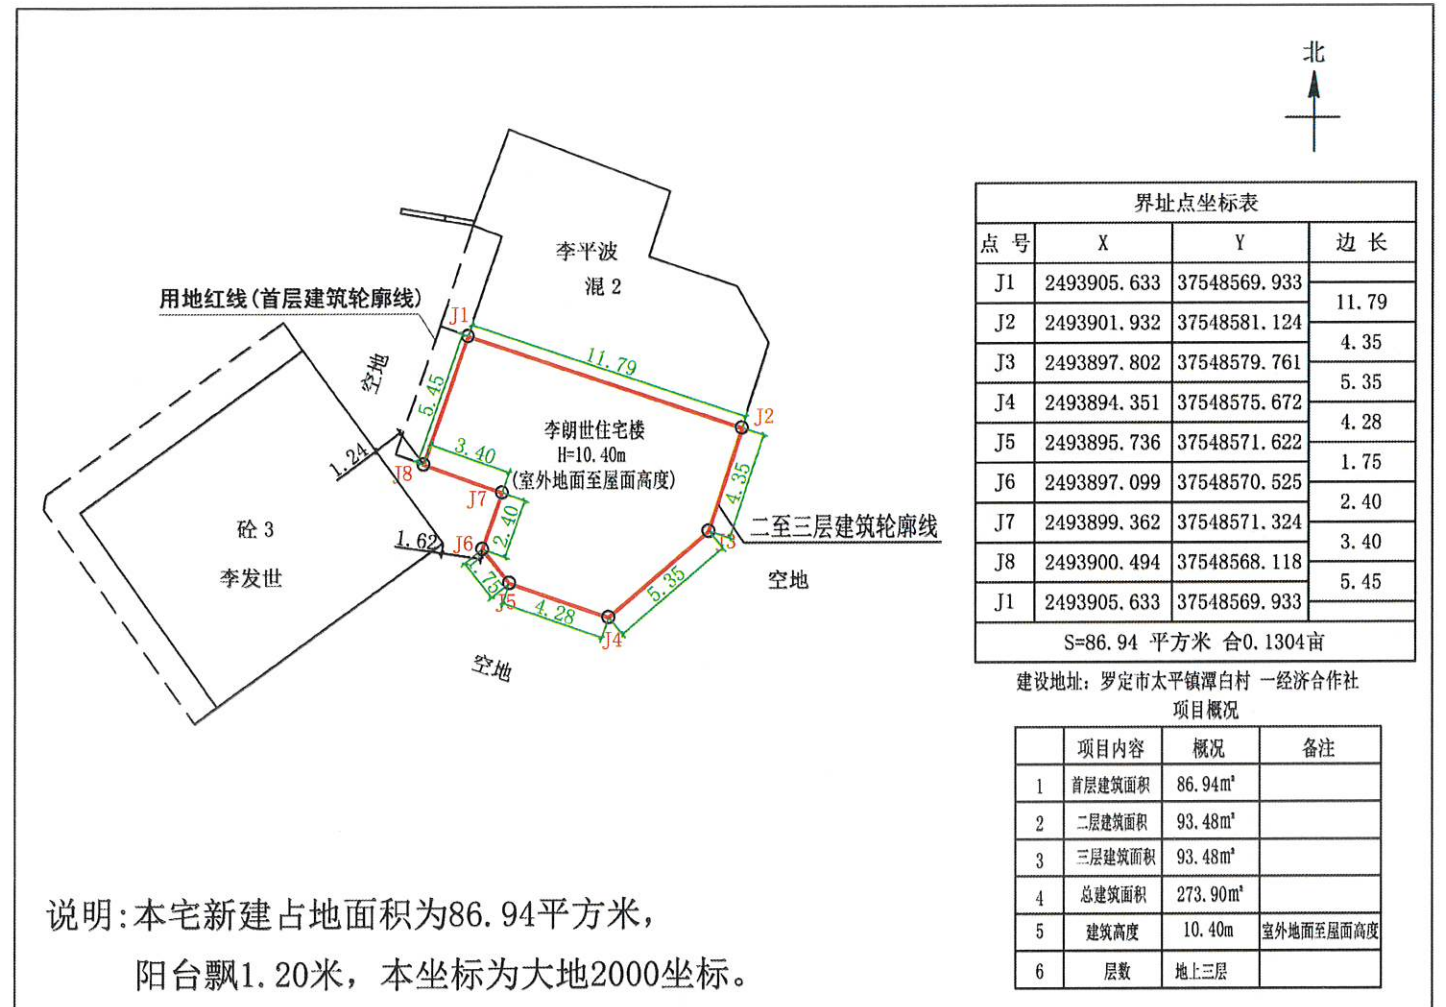 北
李平波
混 2
用地红线(首层建筑轮廓线)
J1
11.79
空地
5.45
J2
李朗世住宅楼
H=10.40m
(室外地面至屋面高度)
3.40
1.24
J8
J7
4.35
2.40
二至三层建筑轮廓线
砼 3
李发世
1.62
J6
J3
空地
1.75
J5
5.35
4.28
J4
空地
界址点坐标表
点 号 X Y 边 长
J1 2493905.633 37548569.933
11.79
J2 2493901.932 37548581.124
4.35
J3 2493897.802 37548579.761
5.35
J4 2493894.351 37548575.672
4.28
J5 2493895.736 37548571.622
1.75
J6 2493897.099 37548570.525
2.40
J7 2493899.362 37548571.324
3.40
J8 2493900.494 37548568.118
5.45
J1 2493905.633 37548569.933
S=86.94 平方米 合0.1304亩
建设地址: 罗定市太平镇潭白村 一经济合作社
项目概况
项目内容 概况 备注
1 首层建筑面积 86.94m²
2 二层建筑面积 93.48m²
3 三层建筑面积 93.48m²
4 总建筑面积 273.90m²
5 建筑高度 10.40m 室外地面至屋面高度
6 层数 地上三层
说明:本宅新建占地面积为86.94平方米，
阳台飘1.20米，本坐标为大地2000坐标。